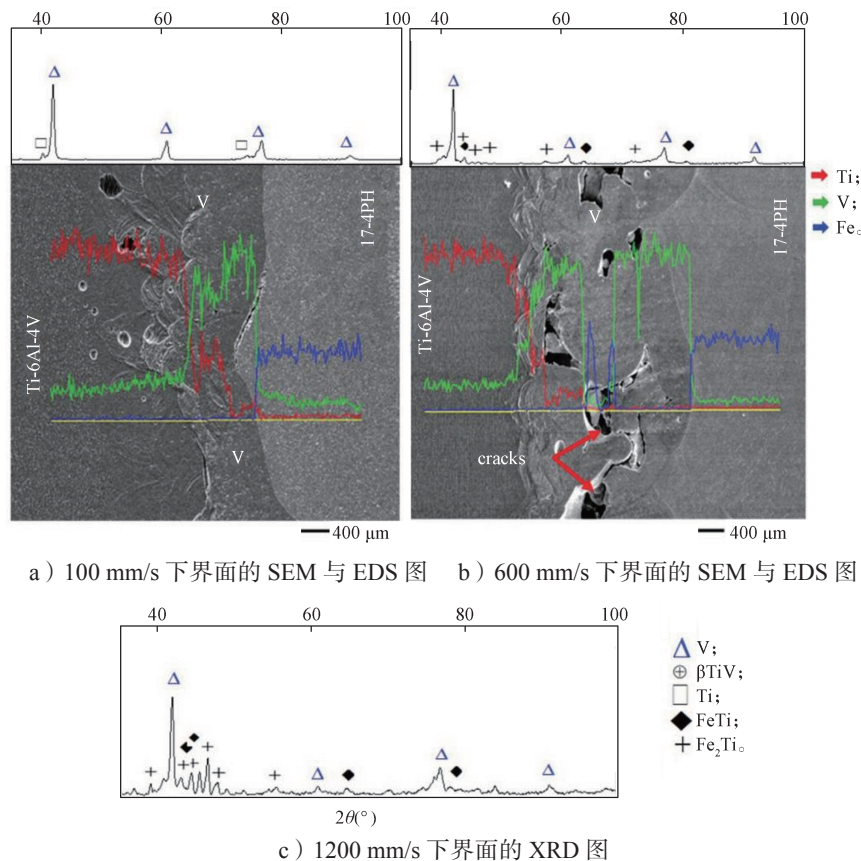 40 60 80 100
40 60 80 100
V
17-4PH
Ti-6Al-4V
V
400 μm
V
17-4PH
Ti-6Al-4V
cracks
400 μm
Ti；
V；
Fe。
a）100 mm/s 下界面的 SEM 与 EDS 图 b）600 mm/s 下界面的 SEM 与 EDS 图
40 60 80 100
V；
βTiV；
Ti；
FeTi；
Fe₂Ti。
2θ(°)
c）1200 mm/s 下界面的 XRD 图